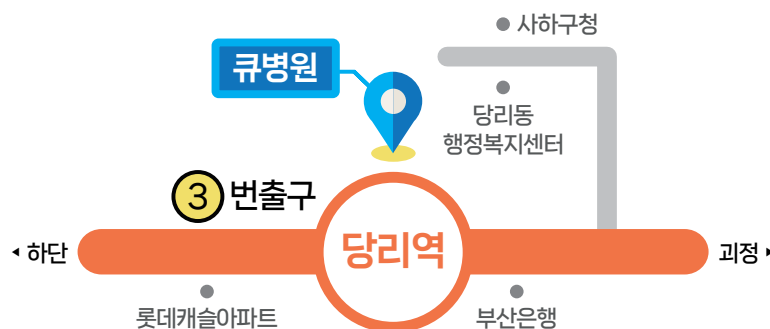 사하구청
큐병원
당리동
행정복지센터
3 번출구
당리역
하단
괴정
롯데캐슬아파트
부산은행